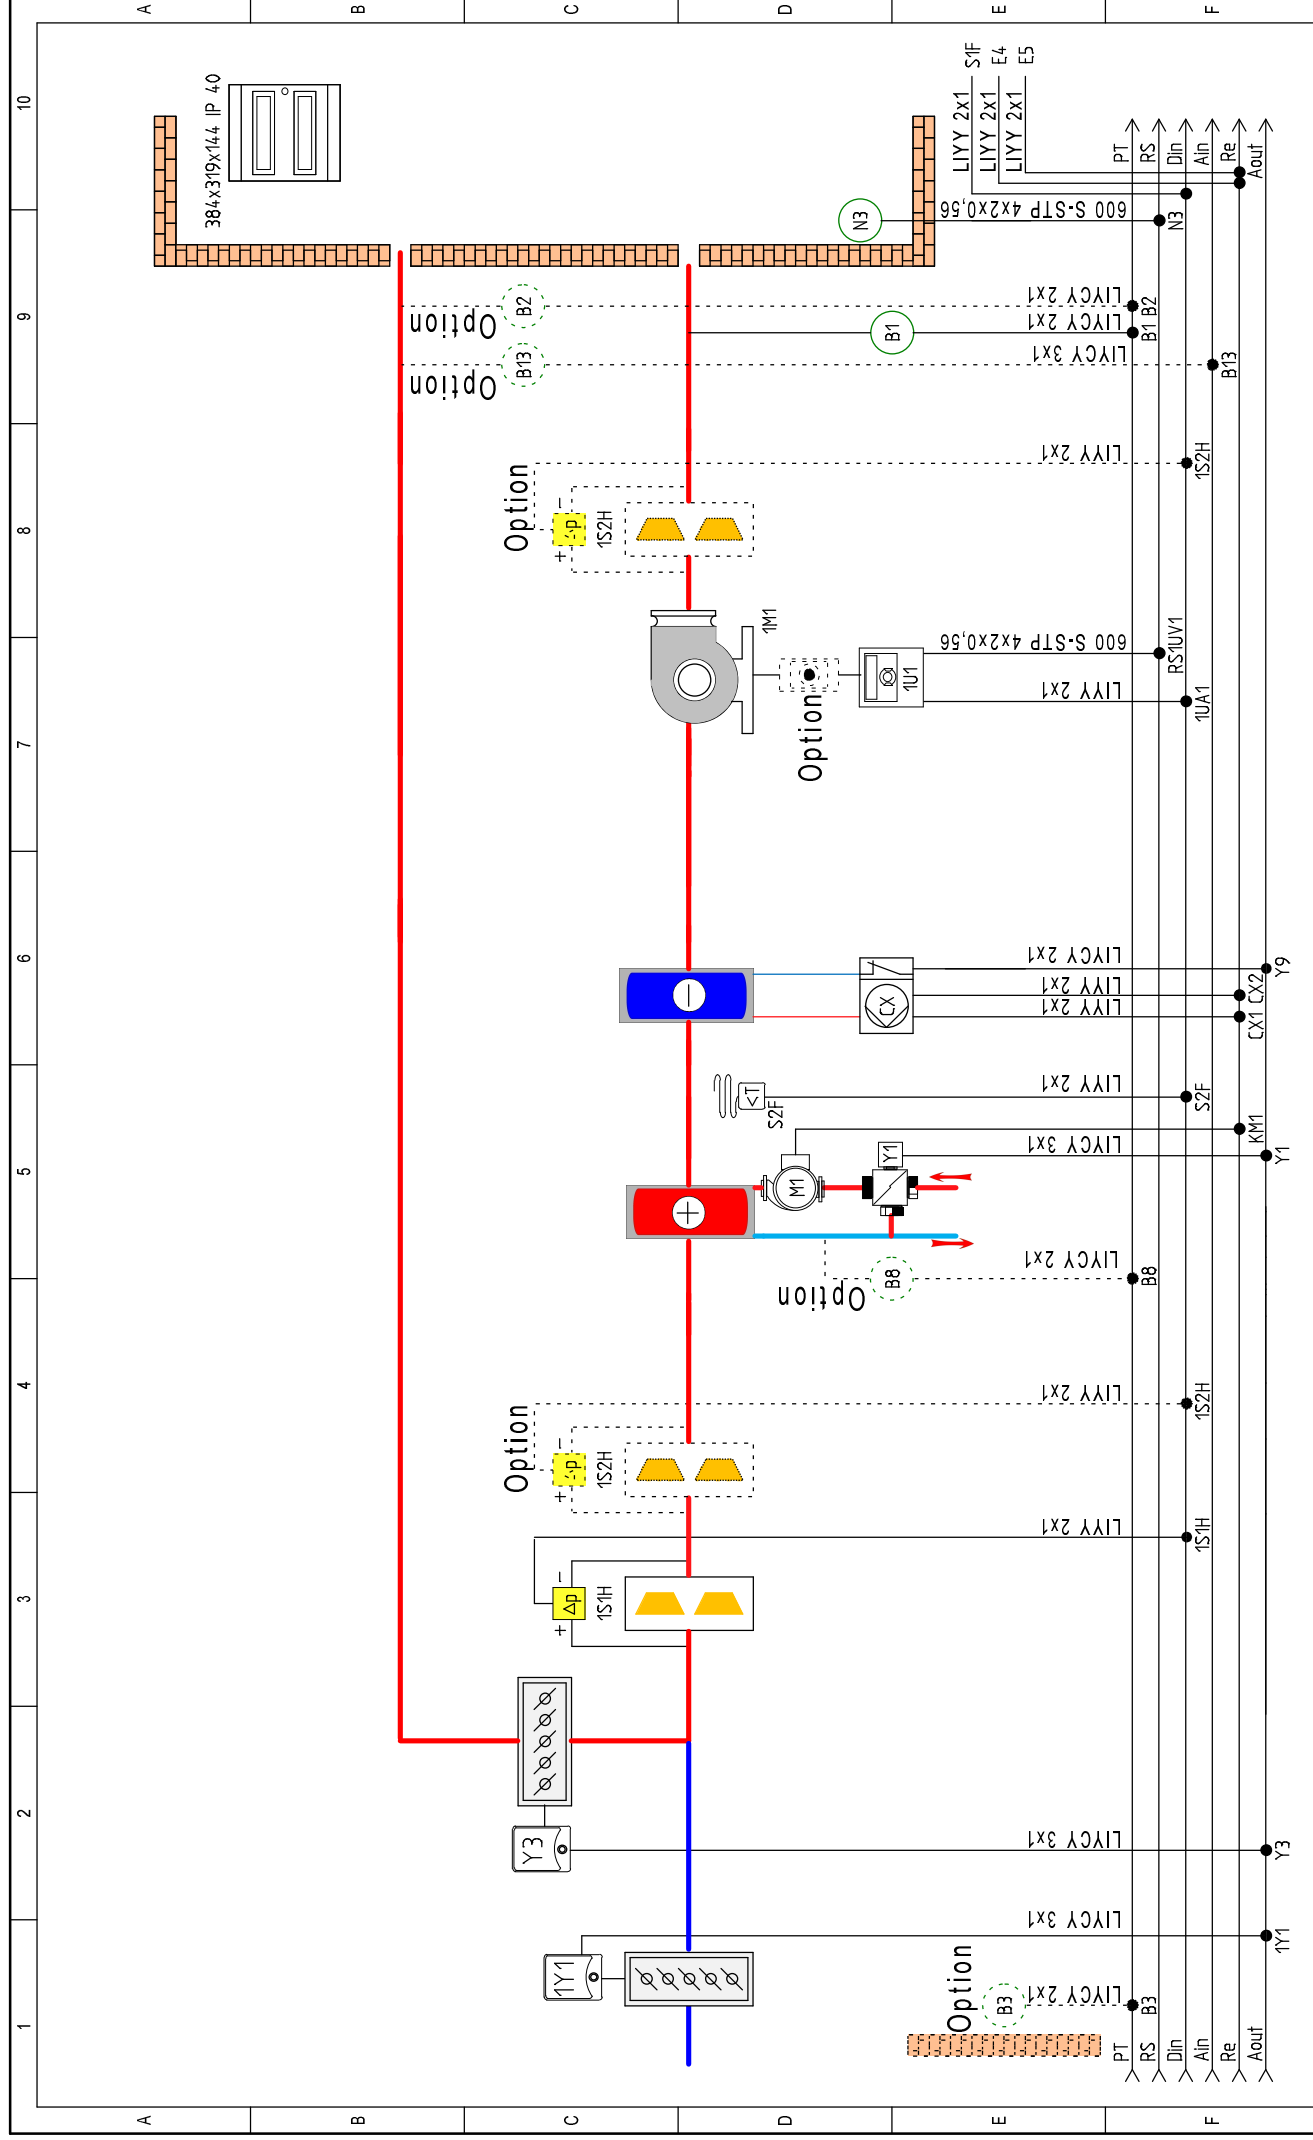 A
B
C
D
E
F
10
9
8
7
6
5
4
3
2
1
384x319x144 IP 40
S1F
E4
E5
LIYY 2x1
LIYY 2x1
LIYY 2x1
PT
RS
Din
Ain
Re
Aout
N3
600 S-STP 4x2x0,56
N3
Option
B2
LIYCY 2x1
B2
B1
LIYCY 2x1
B1
Option
B13
LIYCY 3x1
B13
Option
+
-
Δp
1S2H
LIYY 2x1
1S2H
1M1
Option
1U1
600 S-STP 4x2x0,56
RS1UV1
LIYY 2x1
1UA1
CX
LIYCY 2x1
Y9
LIYY 2x1
CX2
LIYY 2x1
CX1
<T
S2F
LIYY 2x1
S2F
M1
KM1
Y1
LIYCY 3x1
Y1
Option
B8
LIYCY 2x1
B8
Option
+
-
Δp
1S2H
LIYY 2x1
1S2H
+
-
Δp
1S1H
LIYY 2x1
1S1H
Y3
LIYCY 3x1
Y3
1Y1
LIYCY 3x1
1Y1
Option
B3
LIYCY 2x1
B3
PT
RS
Din
Ain
Re
Aout
A
B
C
D
E
F